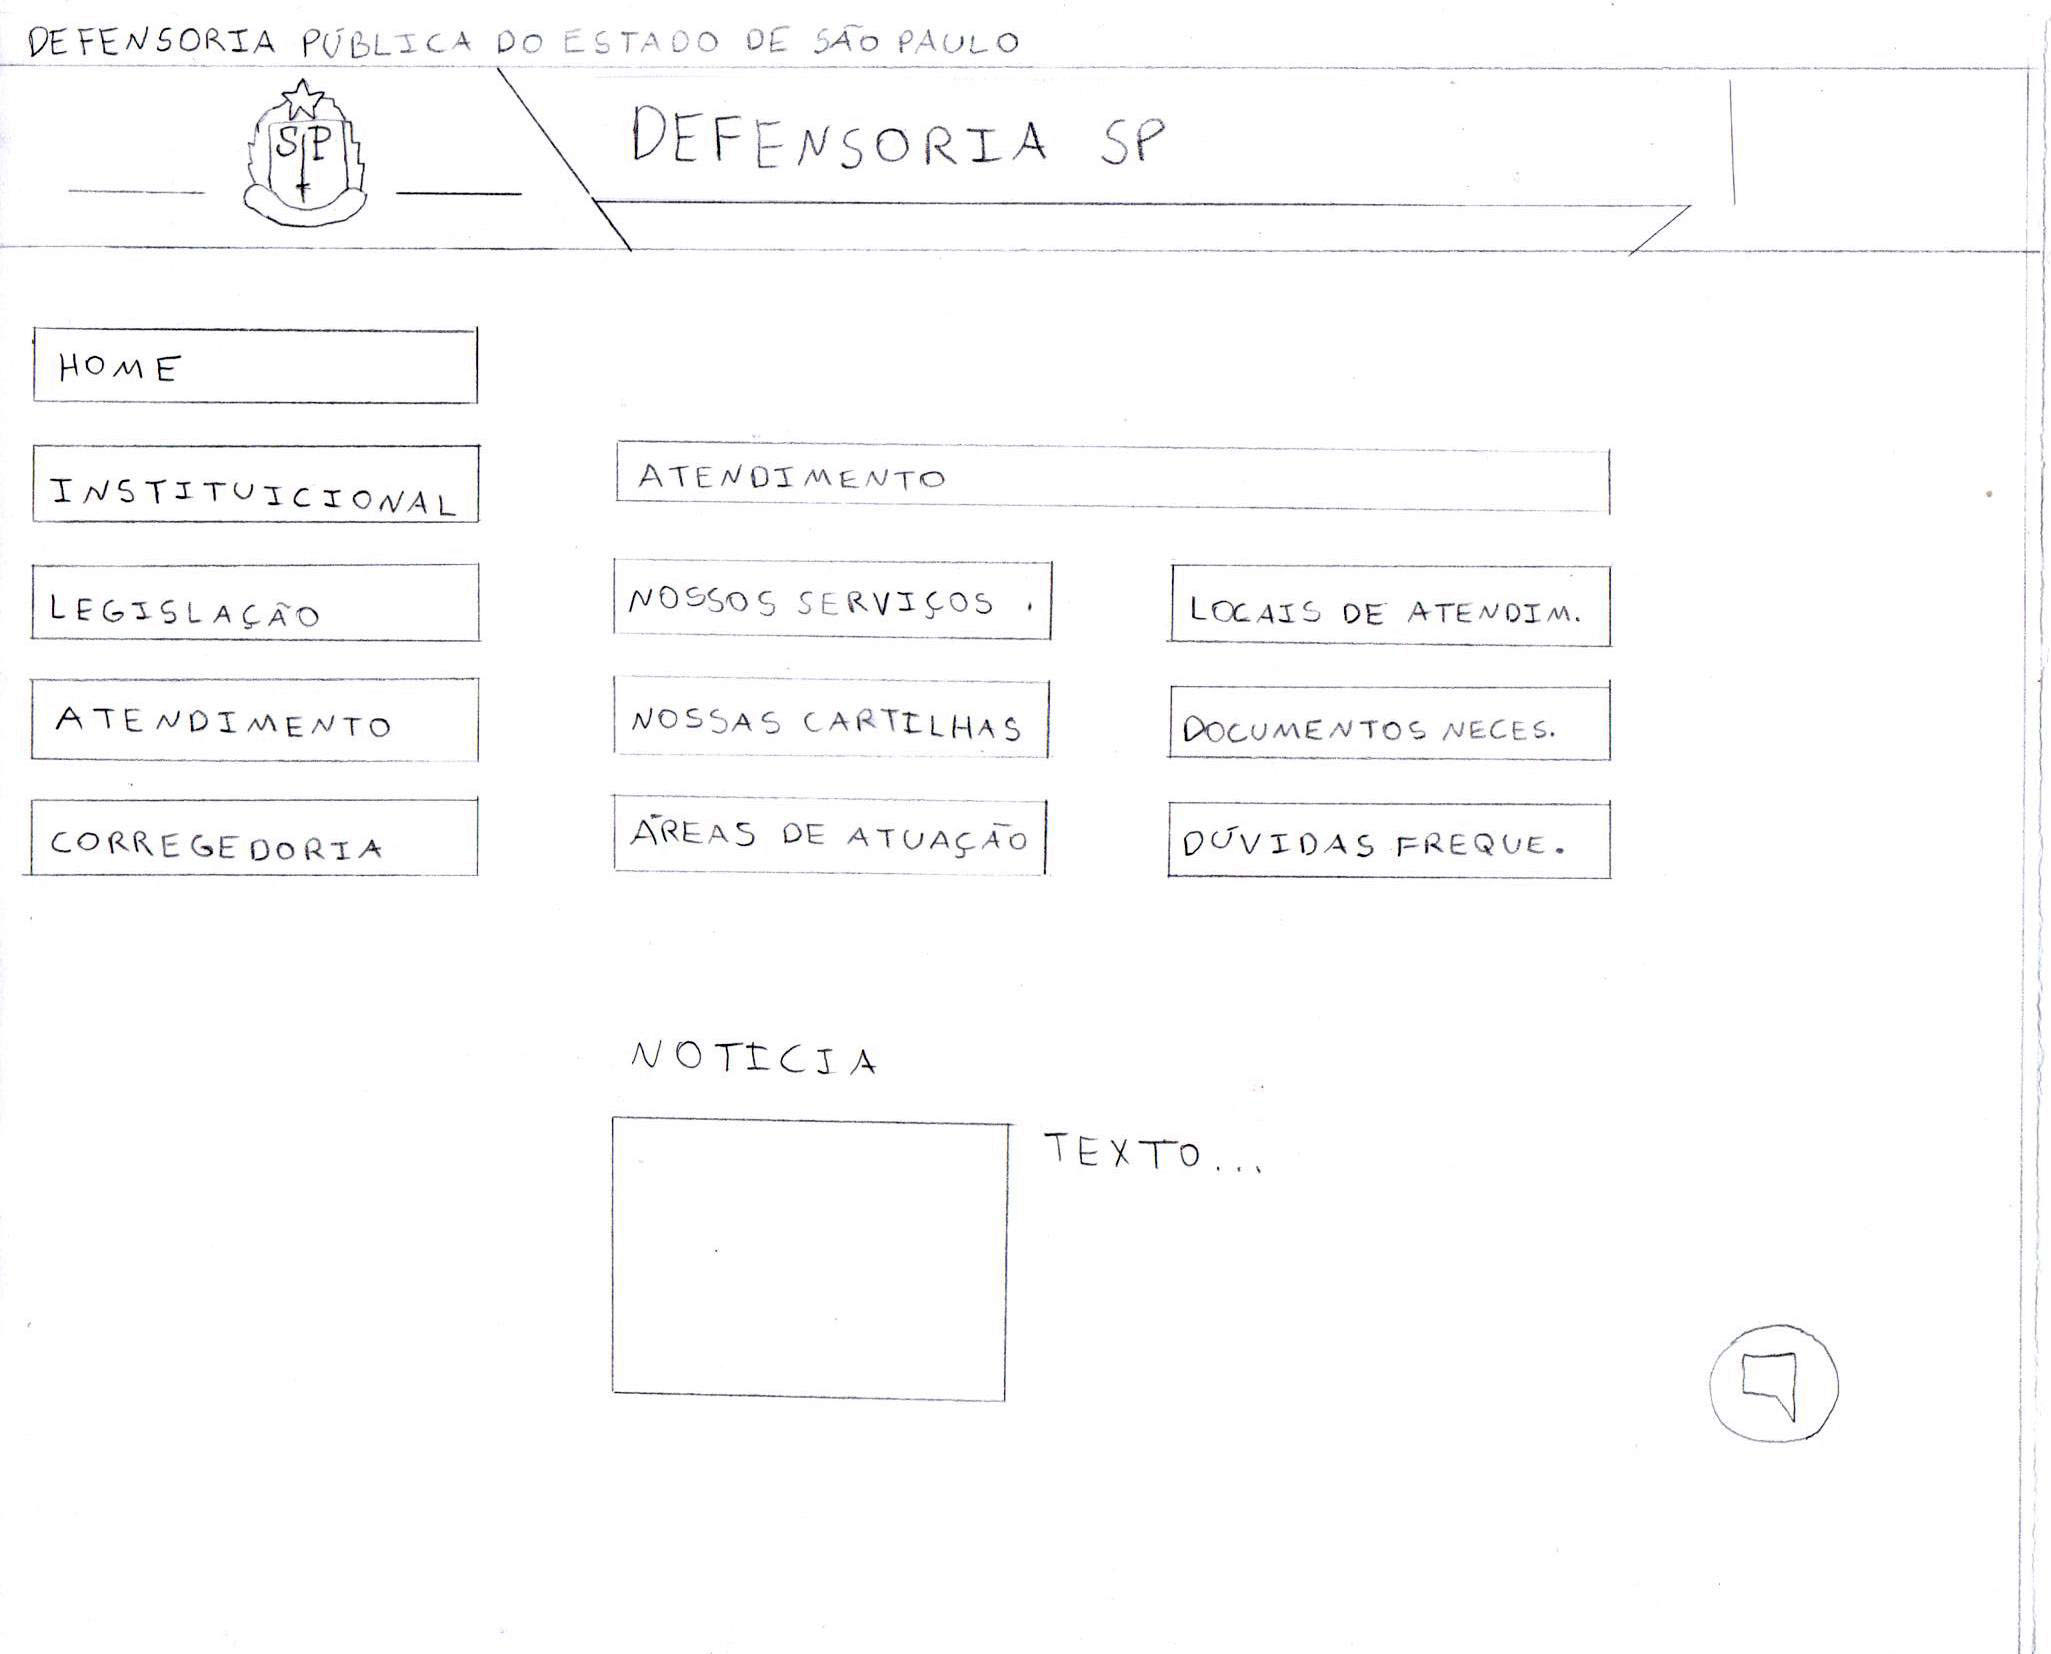 DEFENSORIA PÚBLICA DO ESTADO DE SÃO PAULO
SP
DEFENSORIA SP
HOME
INSTITUICIONAL
LEGISLAÇÃO
ATENDIMENTO
CORREGEDORIA
ATENDIMENTO
NOSSOS SERVIÇOS .
LOCAIS DE ATENDIM.
NOSSAS CARTILHAS
DOCUMENTOS NECES.
ÁREAS DE ATUAÇÃO
DÚVIDAS FREQUE.
NOTICIA
TEXTO...